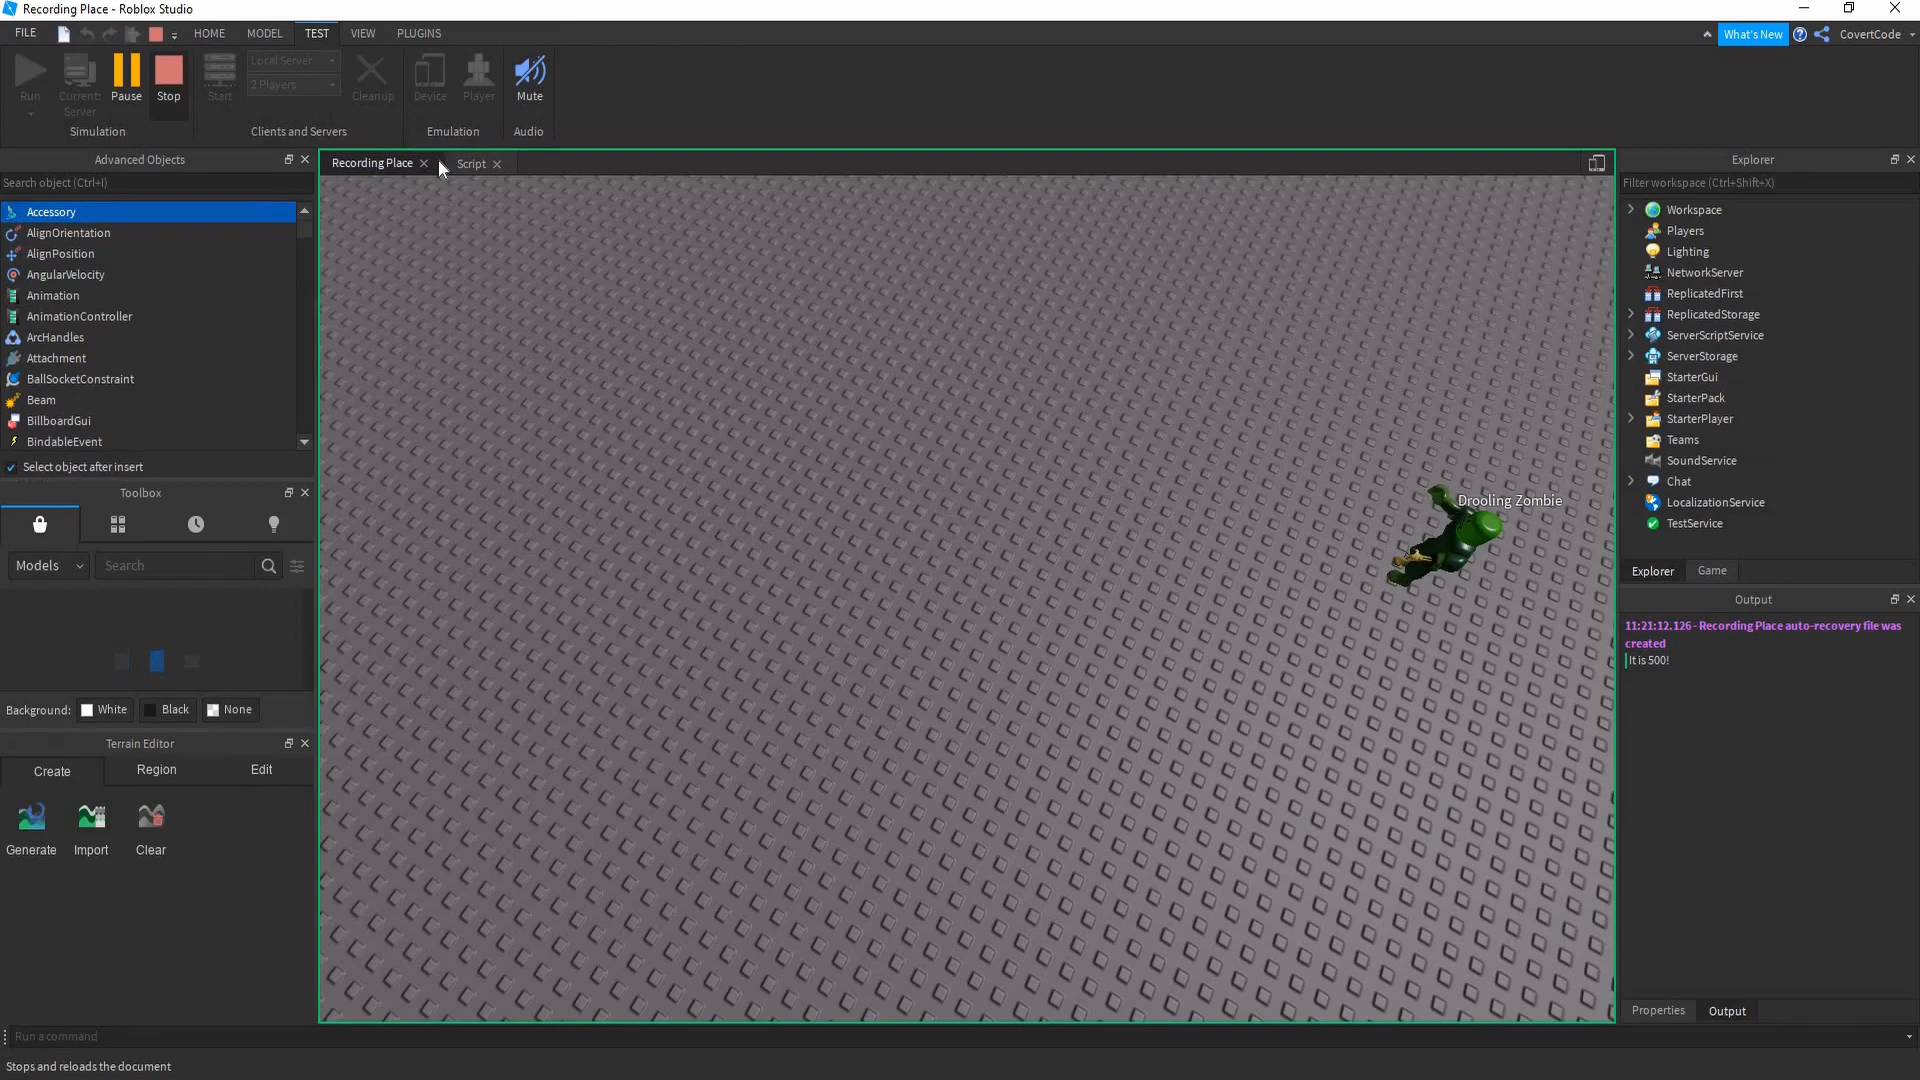 Recording Place - Roblox Studio
FILE
HOME
MODEL
TEST
VIEW
PLUGINS
What's New
CovertCode
Run
Current:
Server
Pause
Stop
Start
Local Server
2 Players
Cleanup
Device
Player
Mute
Simulation
Clients and Servers
Emulation
Audio
Advanced Objects
Search object (Ctrl+I)
Accessory
AlignOrientation
AlignPosition
AngularVelocity
Animation
AnimationController
ArcHandles
Attachment
BallSocketConstraint
Beam
BillboardGui
BindableEvent
Select object after insert
Toolbox
Models
Search
Background:
White
Black
None
Terrain Editor
Create
Region
Edit
Generate
Import
Clear
Recording Place
Script
Drooling Zombie
Explorer
Filter workspace (Ctrl+Shift+X)
Workspace
Players
Lighting
NetworkServer
ReplicatedFirst
ReplicatedStorage
ServerScriptService
ServerStorage
StarterGui
StarterPack
StarterPlayer
Teams
SoundService
Chat
LocalizationService
TestService
Explorer
Game
Output
11:21:12.126 - Recording Place auto-recovery file was
created
It is 500!
Properties
Output
Run a command
Stops and reloads the document